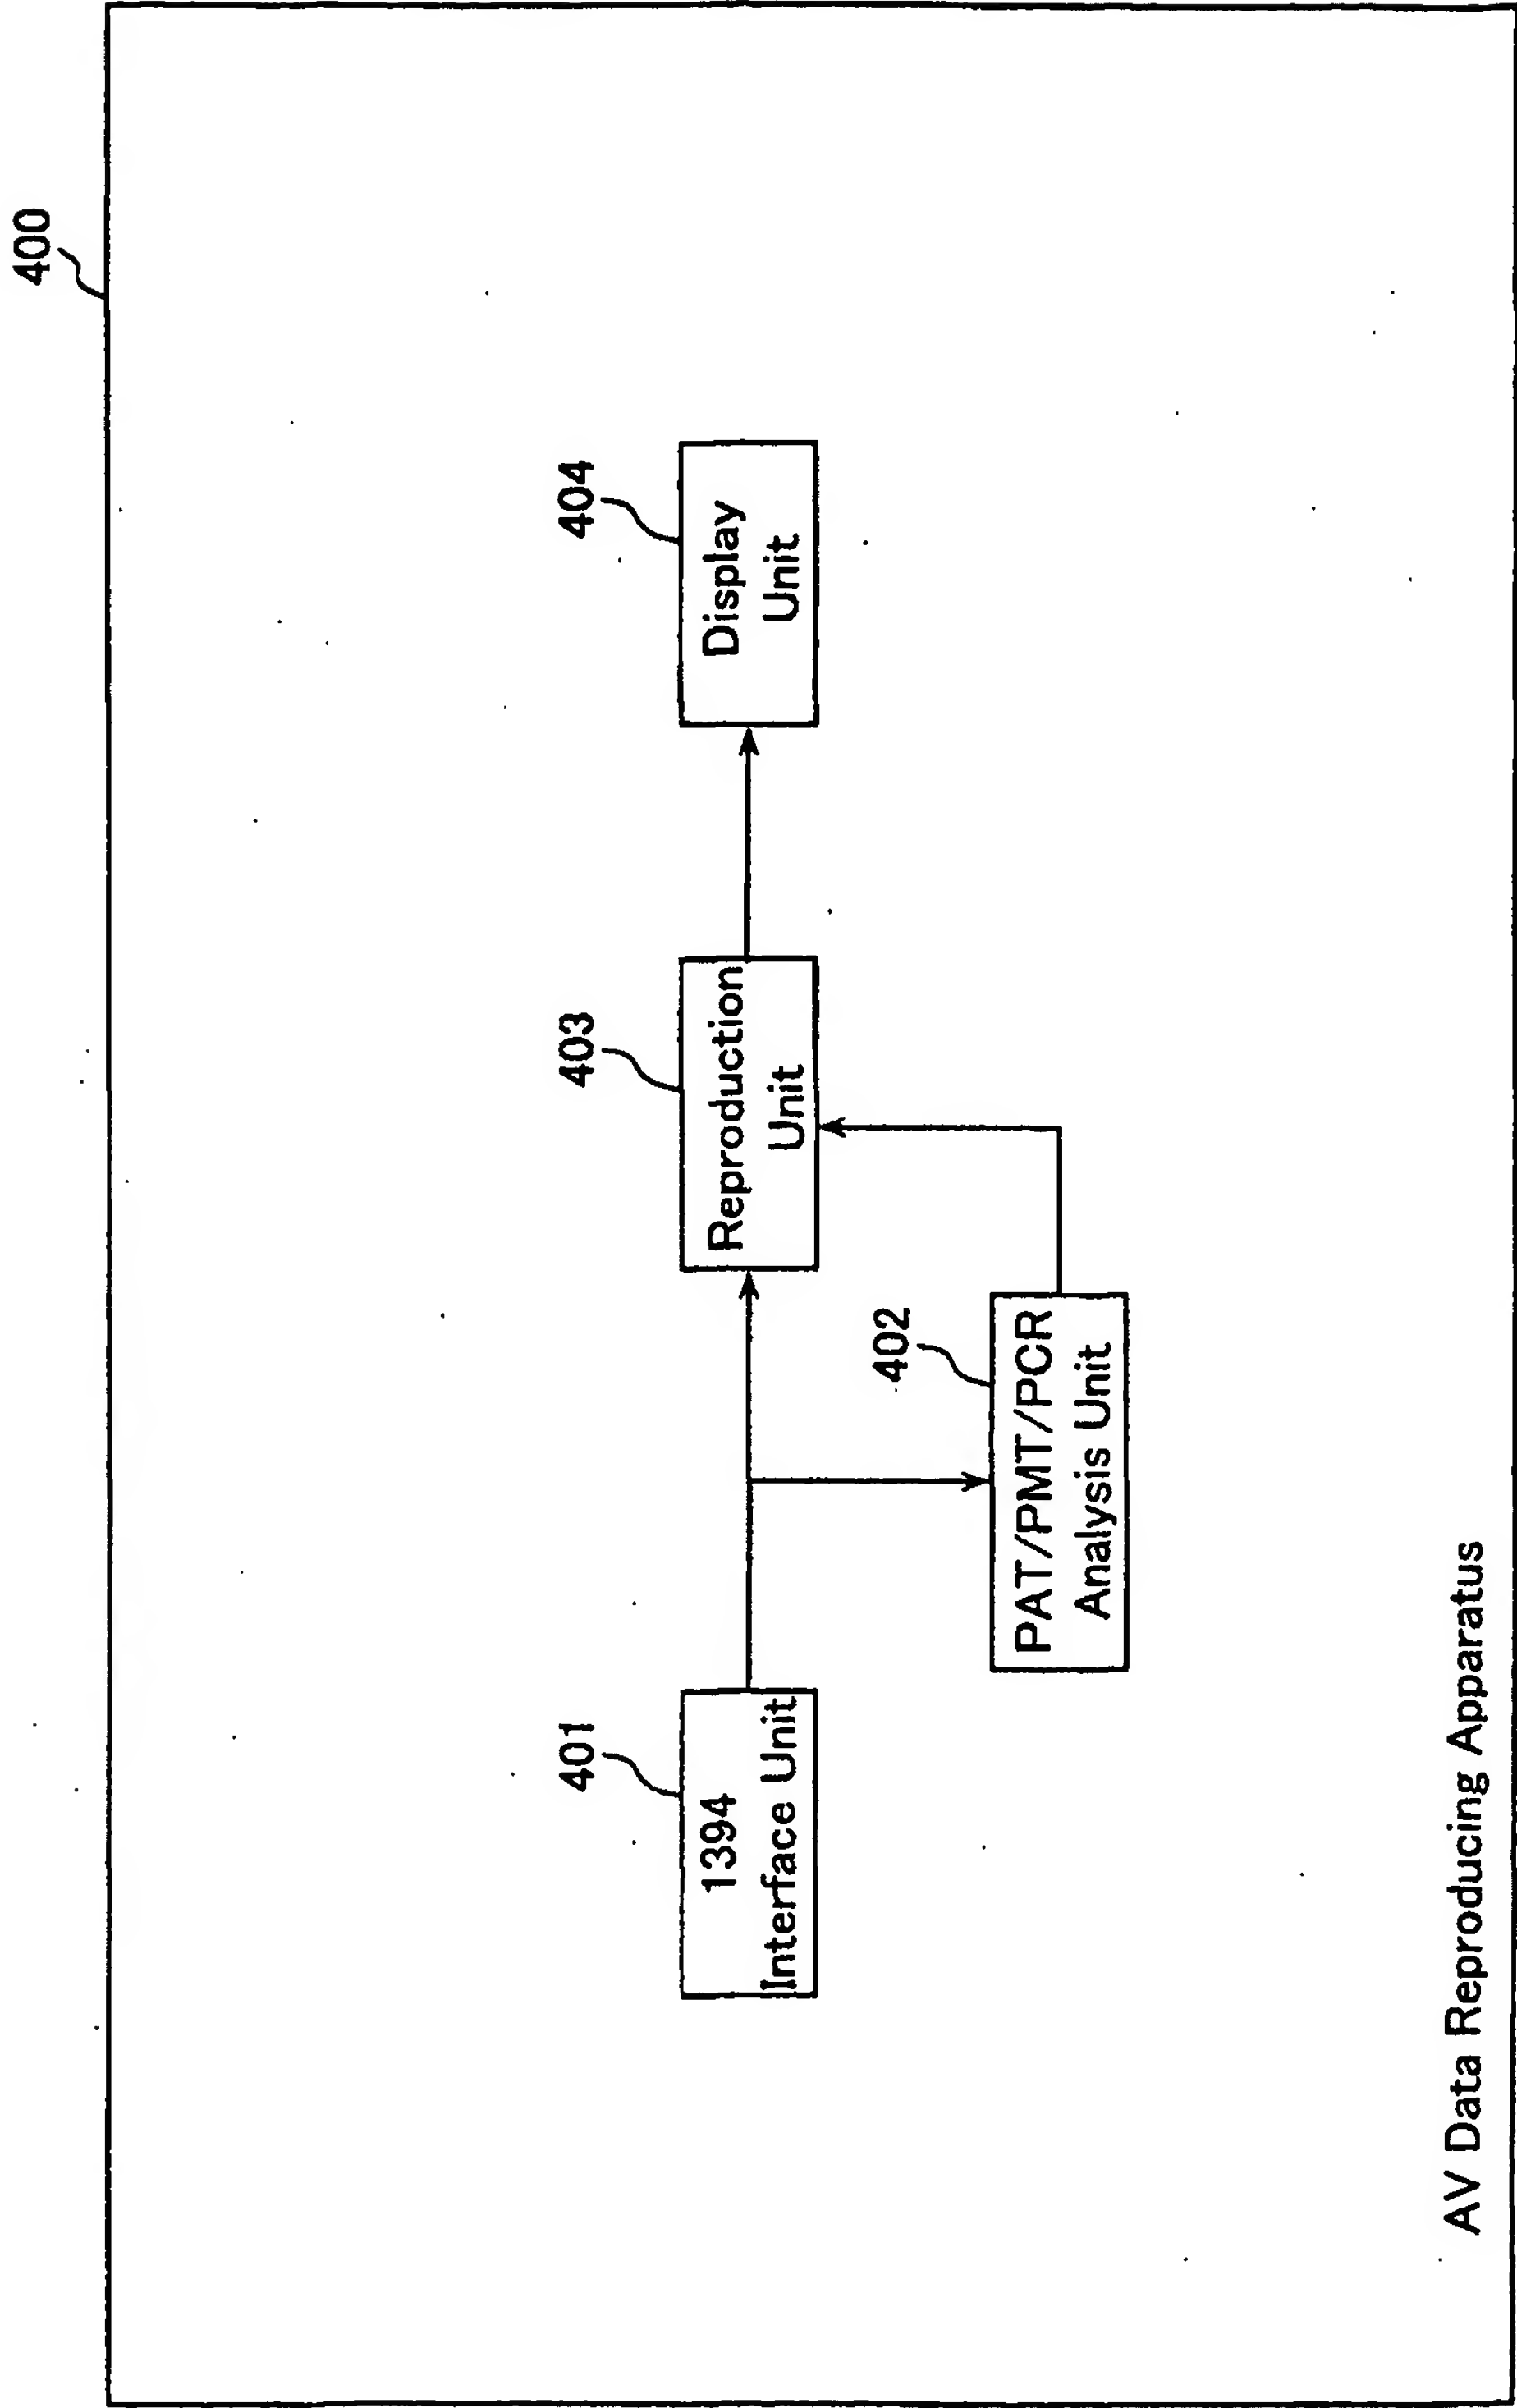 400
401
1394
Interface Unit
402
PAT/PMT/PCR
Analysis Unit
403
Reproduction
Unit
404
Display
Unit
AV Data Reproducing Apparatus